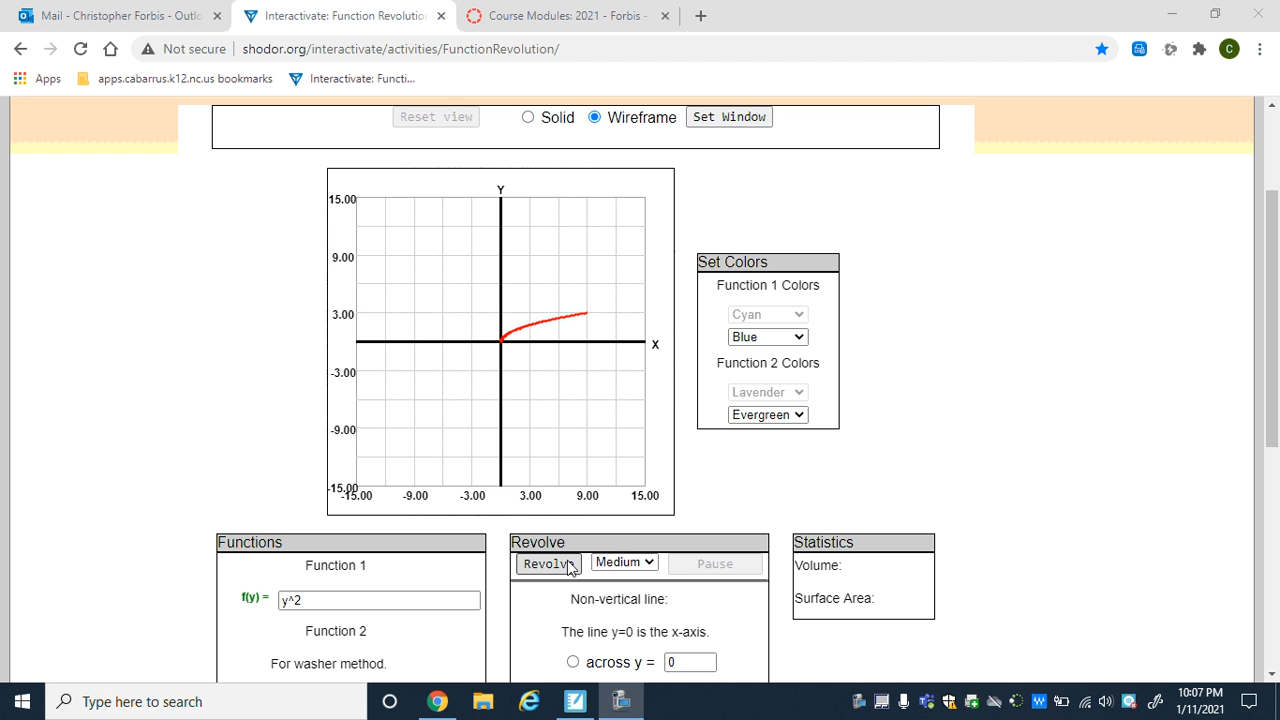 Mail - Christopher Forbis - Outlo
Interactivate: Function Revolution
Course Modules: 2021 - Forbis -
Not secure shodor.org/interactivate/activities/FunctionRevolution/
C
Apps apps.cabarrus.k12.nc.us bookmarks Interactivate: Functi...
Reset view Solid Wireframe Set Window
Y
15.00
9.00
3.00
X
-3.00
-9.00
-15.00
-15.00 -9.00 -3.00 3.00 9.00 15.00
Set Colors
Function 1 Colors
Cyan
Blue
Function 2 Colors
Lavender
Evergreen
Functions
Function 1
f(y) = y^2
Function 2
For washer method.
Revolve
Revolve Medium Pause
Non-vertical line:
The line y=0 is the x-axis.
across y = 0
Statistics
Volume:
Surface Area:
Type here to search
10:07 PM
1/11/2021